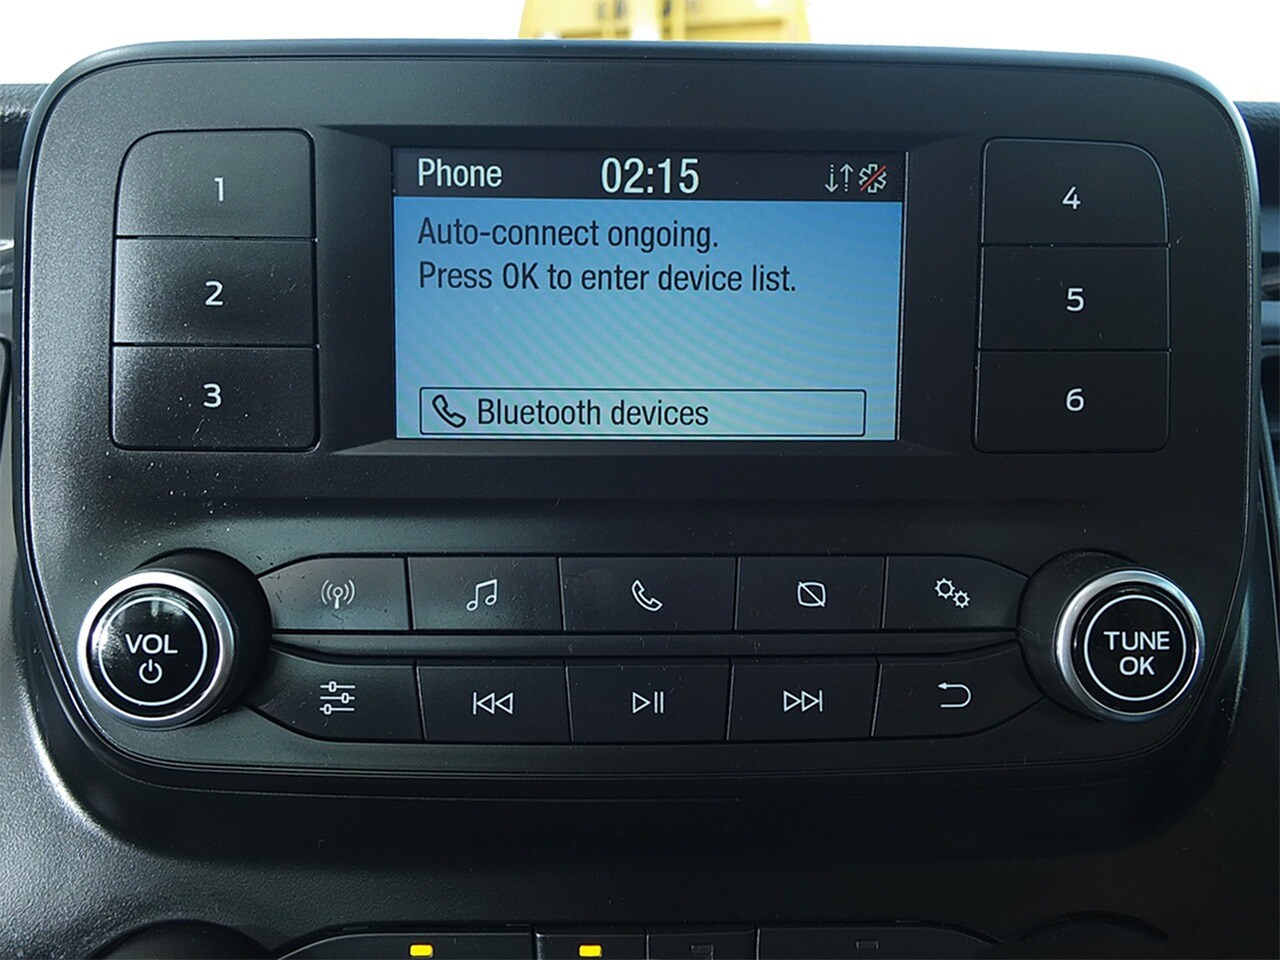 Phone 02:15
Auto-connect ongoing.
Press OK to enter device list.
Bluetooth devices
1
2
3
4
5
6
VOL
TUNE
OK